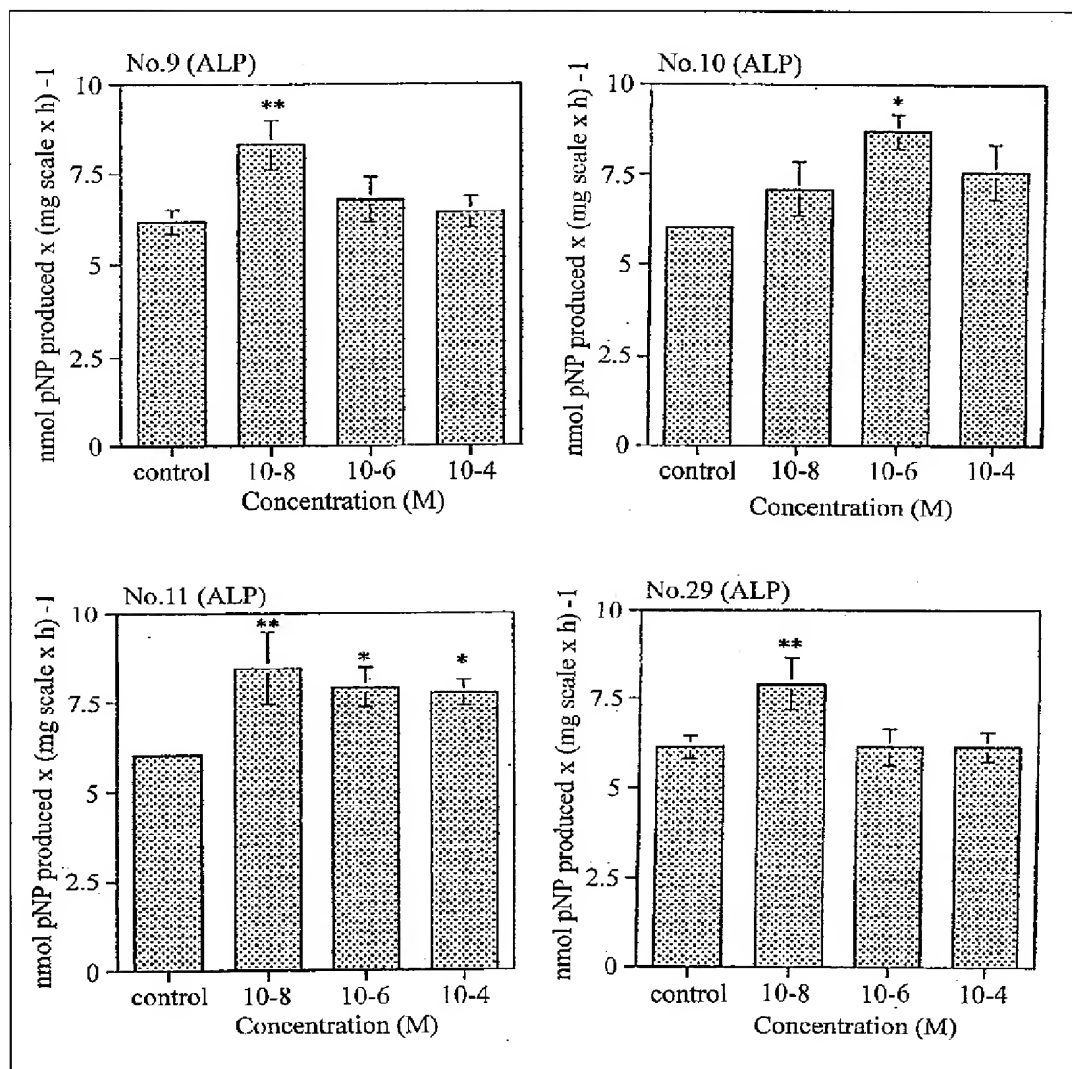 No.9 (ALP)
nmol pNP produced x (mg scale x h) -1
10
7.5
5
2.5
0
**
control 10-8 10-6 10-4
Concentration (M)
No.10 (ALP)
nmol pNP produced x (mg scale x h) -1
10
7.5
5
2.5
0
*
control 10-8 10-6 10-4
Concentration (M)
No.11 (ALP)
nmol pNP produced x (mg scale x h) -1
10
7.5
5
2.5
0
** * *
control 10-8 10-6 10-4
Concentration (M)
No.29 (ALP)
nmol pNP produced x (mg scale x h) -1
10
7.5
5
2.5
0
**
control 10-8 10-6 10-4
Concentration (M)